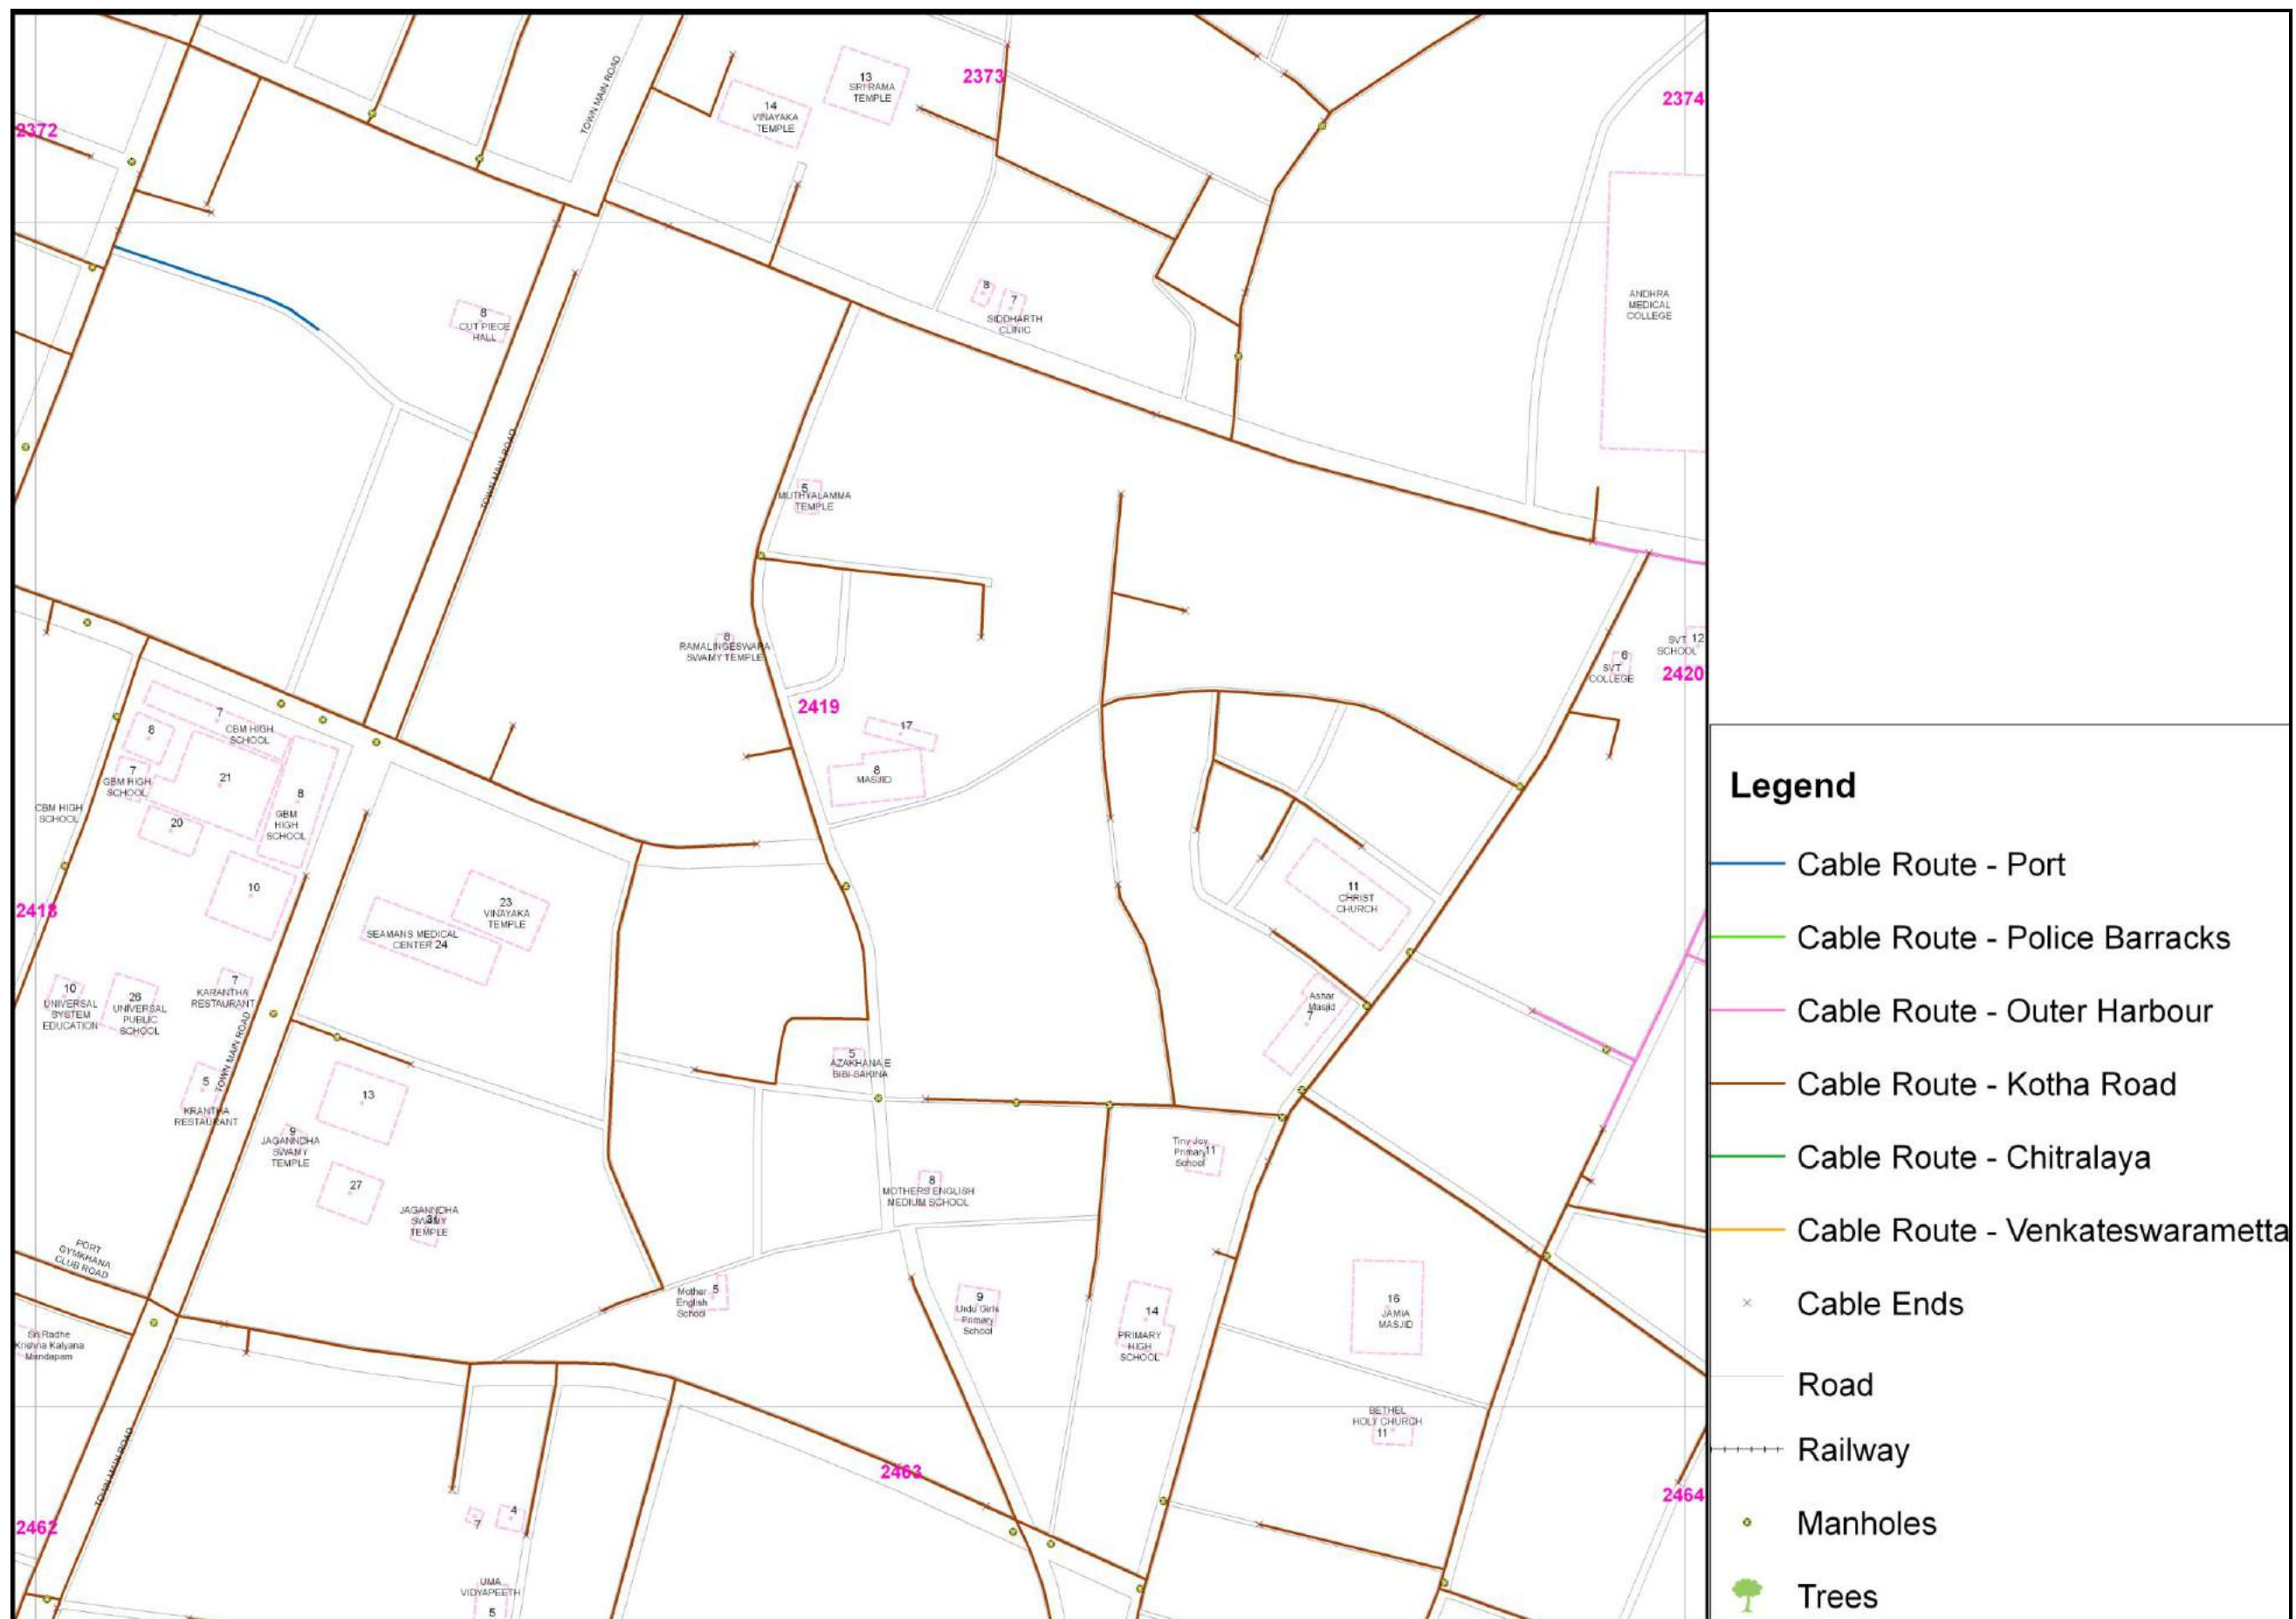 TOWN MAIN ROAD
13
SRI RAMA
TEMPLE
14
VINAYAKA
TEMPLE
2373
2374
2372
ANDHRA
MEDICAL
COLLEGE
8
7
SIDDHARTH
CLINIC
8
CUT PIECE
HALL
TOWN MAIN ROAD
5
MUTHYALAMMA
TEMPLE
8
RAMALINGESWARA
SWAMY TEMPLE
6
SVT
COLLEGE
SVT 12
SCHOOL
2420
2419
17
8
MASJID
7
CBM HIGH
SCHOOL
8
7
GBM HIGH
SCHOOL
21
8
GBM
HIGH
SCHOOL
20
CBM HIGH
SCHOOL
10
2418
23
VINAYAKA
TEMPLE
SEAMANS MEDICAL
CENTER 24
11
CHRIST
CHURCH
10
UNIVERSAL
SYSTEM
EDUCATION
26
UNIVERSAL
PUBLIC
SCHOOL
7
KARANTHA
RESTAURANT
TOWN MAIN ROAD
Ashar
Masjid
7
5
AZAKHANA E
BIBI SAKINA
5
KRANTHA
RESTAURANT
13
9
JAGANNDHA
SWAMY
TEMPLE
27
JAGANNDHA
SWAMY
TEMPLE
Tiny Joy
Primary 11
School
8
MOTHERS ENGLISH
MEDIUM SCHOOL
PORT
GYMKHANA
CLUB ROAD
Mother 5
English
School
9
Urdu Girls
Primary
School
14
PRIMARY
HIGH
SCHOOL
16
JAMIA
MASJID
Sri Radhe
Krishna Kalyana
Mandapam
BETHEL
HOLY CHURCH
11
TOWN MAIN ROAD
2463
2464
2462
7
4
UMA
VIDYAPEETH
5
Legend
Cable Route - Port
Cable Route - Police Barracks
Cable Route - Outer Harbour
Cable Route - Kotha Road
Cable Route - Chitralaya
Cable Route - Venkateswarametta
Cable Ends
Road
Railway
Manholes
Trees